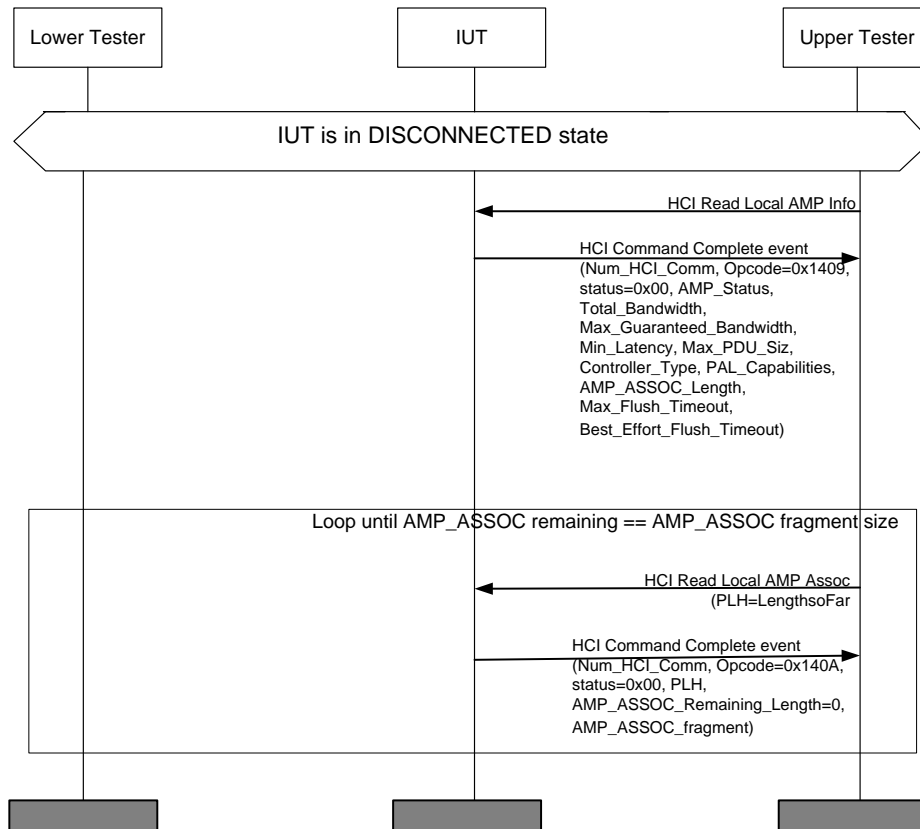 Lower Tester
IUT
Upper Tester
IUT is in DISCONNECTED state
HCI Read Local AMP Info
HCI Command Complete event
(Num_HCI_Comm, Opcode=0x1409,
status=0x00, AMP_Status,
Total_Bandwidth,
Max_Guaranteed_Bandwidth,
Min_Latency, Max_PDU_Siz,
Controller_Type, PAL_Capabilities,
AMP_ASSOC_Length,
Max_Flush_Timeout,
Best_Effort_Flush_Timeout)
Loop until AMP_ASSOC remaining == AMP_ASSOC fragment size
HCI Read Local AMP Assoc
(PLH=LengthsoFar
HCI Command Complete event
(Num_HCI_Comm, Opcode=0x140A,
status=0x00, PLH,
AMP_ASSOC_Remaining_Length=0,
AMP_ASSOC_fragment)